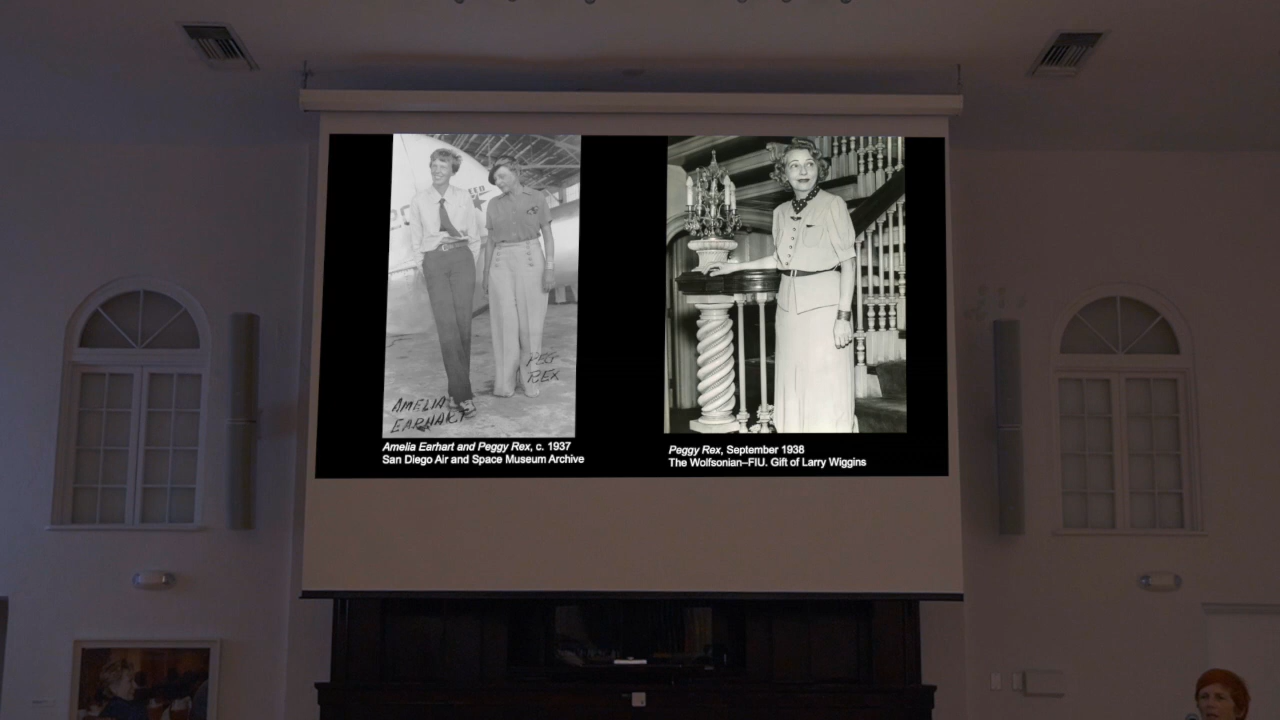 AMELIA
EARHART
PEG
REX
Amelia Earhart and Peggy Rex, c. 1937
San Diego Air and Space Museum Archive
Peggy Rex, September 1938
The Wolfsonian–FIU. Gift of Larry Wiggins